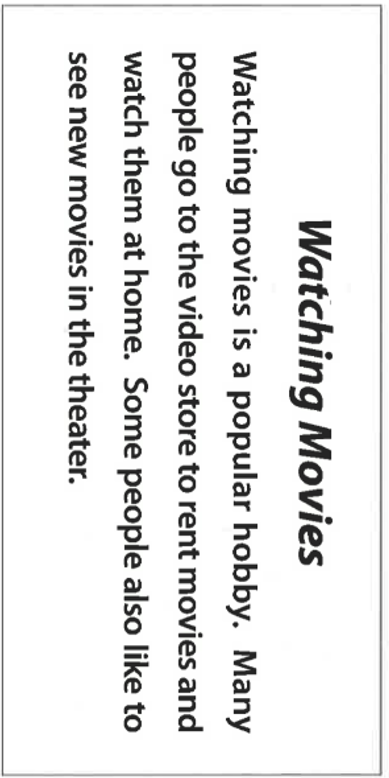 Watching Movies
Watching movies is a popular hobby. Many
people go to the video store to rent movies and
watch them at home. Some people also like to
see new movies in the theater.